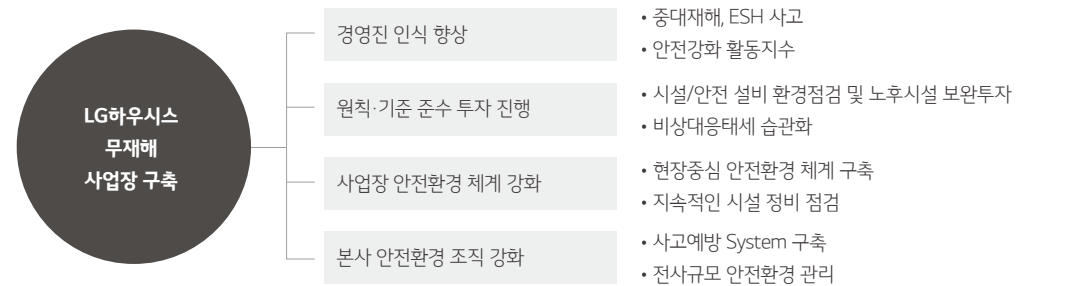 LG하우시스
무재해
사업장 구축
경영진 인식 향상
• 중대재해, ESH 사고
• 안전강화 활동지수
원칙·기준 준수 투자 진행
• 시설/안전 설비 환경점검 및 노후시설 보완투자
• 비상대응태세 습관화
사업장 안전환경 체계 강화
• 현장중심 안전환경 체계 구축
• 지속적인 시설 정비 점검
본사 안전환경 조직 강화
• 사고예방 System 구축
• 전사규모 안전환경 관리